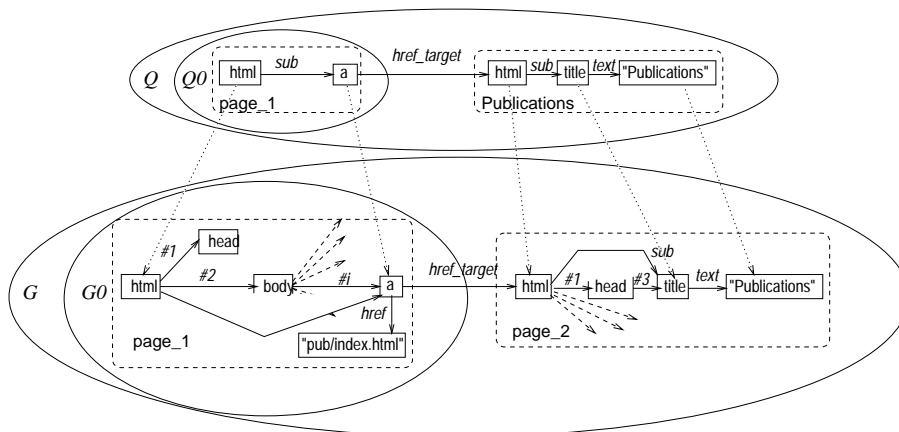 Q
Q0
html
sub
a
page_1
href_target
html
sub
title
text
"Publications"
Publications
G
G0
#1
head
html
#2
body
#i
a
href
"pub/index.html"
page_1
href_target
sub
html
#1
head
#3
title
text
"Publications"
page_2